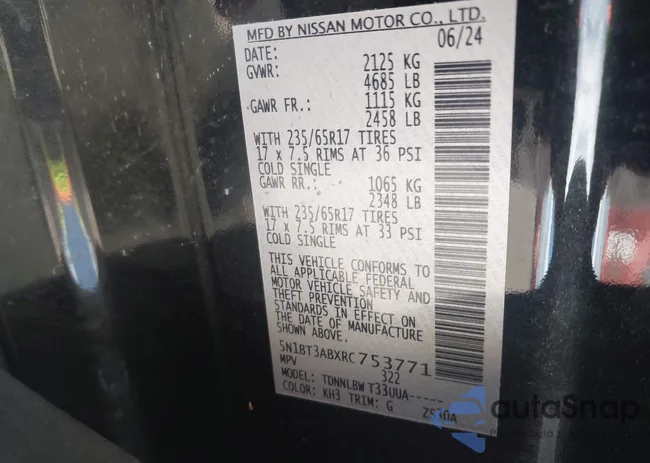 MFD BY NISSAN MOTOR CO., LTD.
DATE: 06/24
GVWR: 2125 KG
4685 LB
GAWR FR.: 1115 KG
2458 LB
WITH 235/65R17 TIRES
17 x 7.5 RIMS AT 36 PSI
COLD SINGLE
GAWR RR.: 1065 KG
2348 LB
WITH 235/65R17 TIRES
17 x 7.5 RIMS AT 33 PSI
COLD SINGLE
THIS VEHICLE CONFORMS TO
ALL APPLICABLE FEDERAL
MOTOR VEHICLE SAFETY AND
THEFT PREVENTION
STANDARDS IN EFFECT ON
THE DATE OF MANUFACTURE
SHOWN ABOVE.
5N1BT3ABXRC753771
MPV 322
MODEL: TDNNLBW T33UUA-----
COLOR: KH3 TRIM: G 2S30A
autoSnap